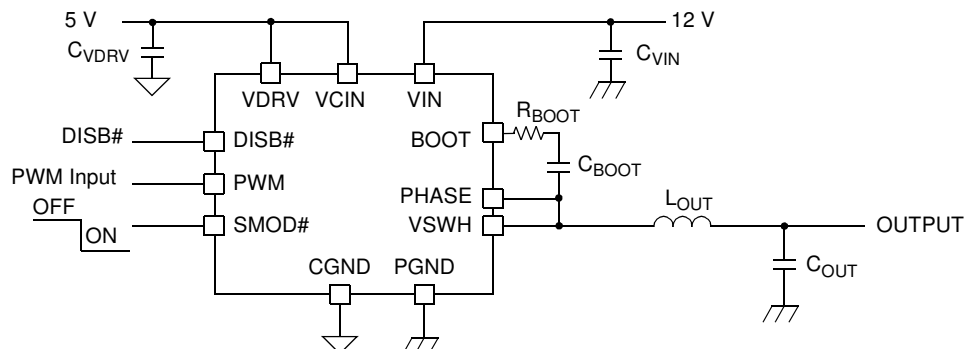 5 V
12 V
CVDRV
CVIN
VDRV VCIN VIN
RBOOT
BOOT
DISB# DISB#
CBOOT
PWM Input PWM
PHASE
LOUT
OFF
ON
SMOD#
VSWH
OUTPUT
CGND PGND
COUT